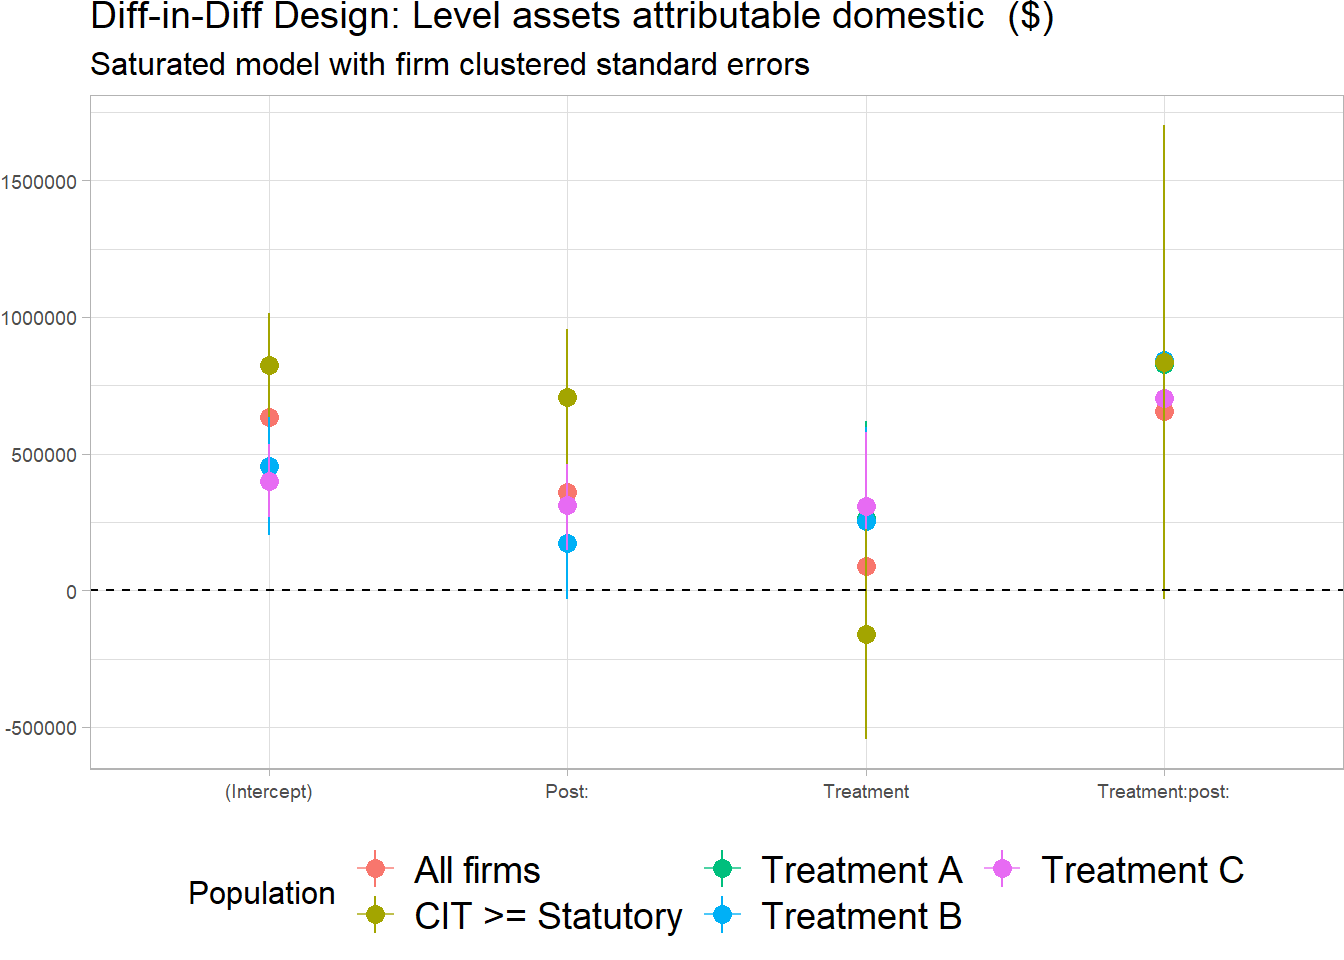 Diff-in-Diff Design: Level assets attributable domestic  ($)
Saturated model with firm clustered standard errors
1500000
1000000
500000
0
-500000
(Intercept) Post: Treatment Treatment:post:
Population
All firms Treatment A Treatment C
CIT >= Statutory Treatment B